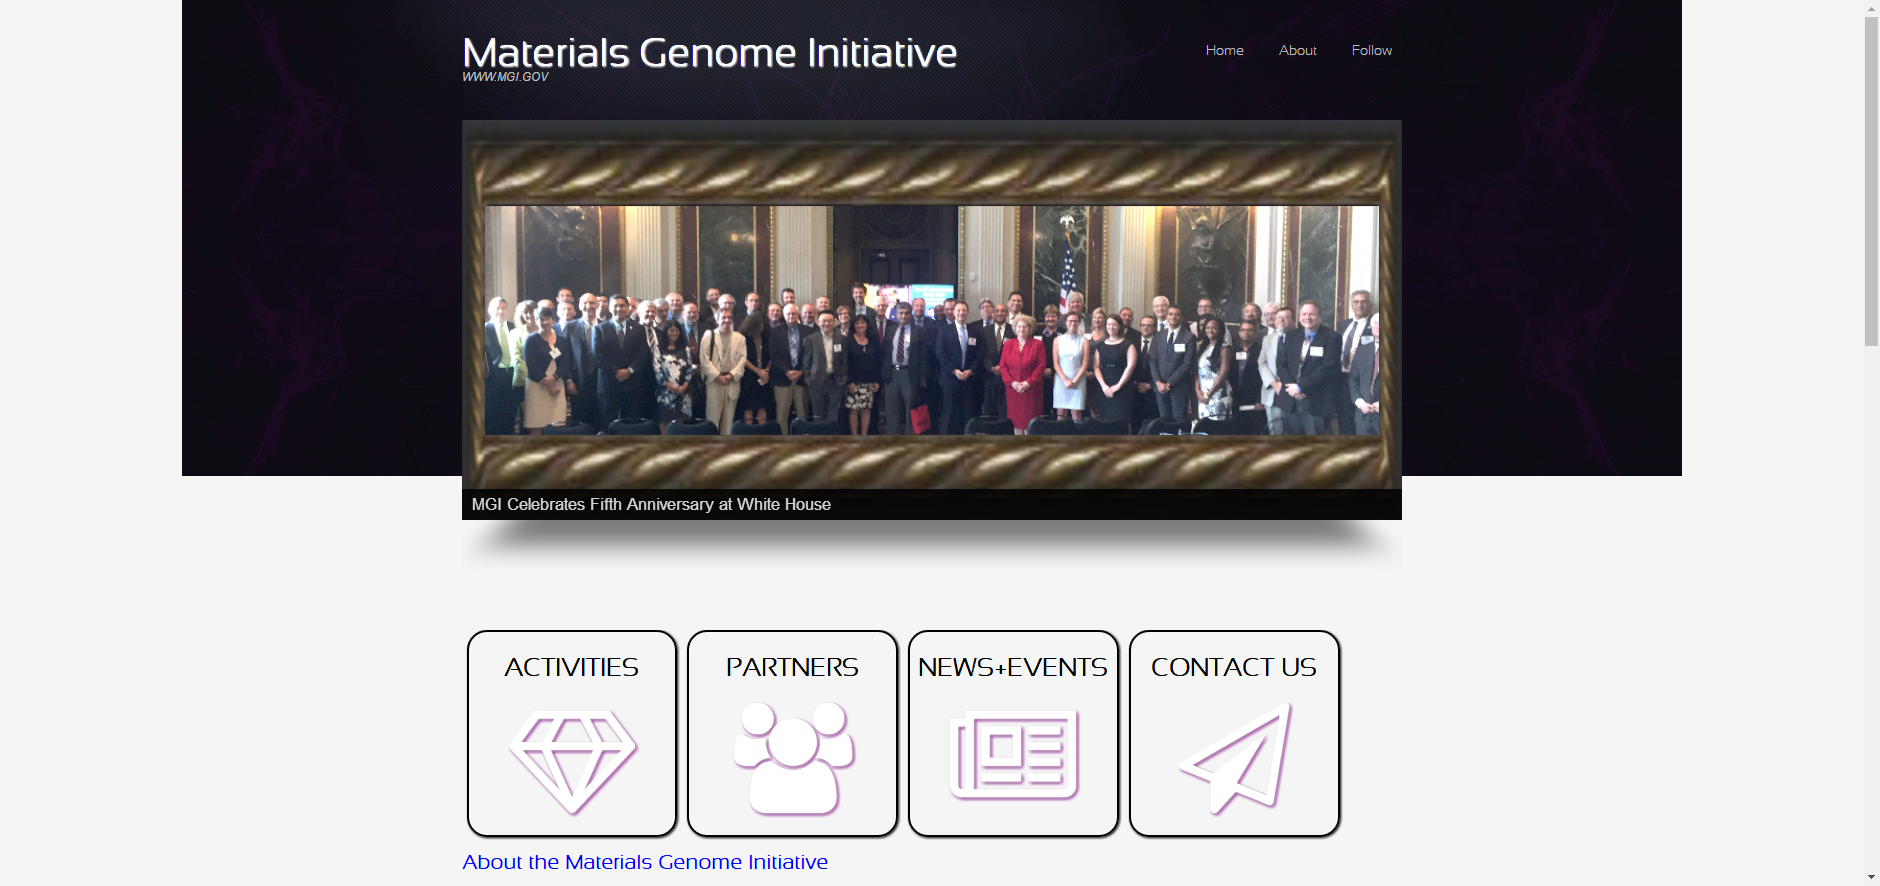 Materials Genome Initiative
WWW.MGI.GOV
Home
About
Follow
MGI Celebrates Fifth Anniversary at White House
ACTIVITIES
PARTNERS
NEWS+EVENTS
CONTACT US
About the Materials Genome Initiative